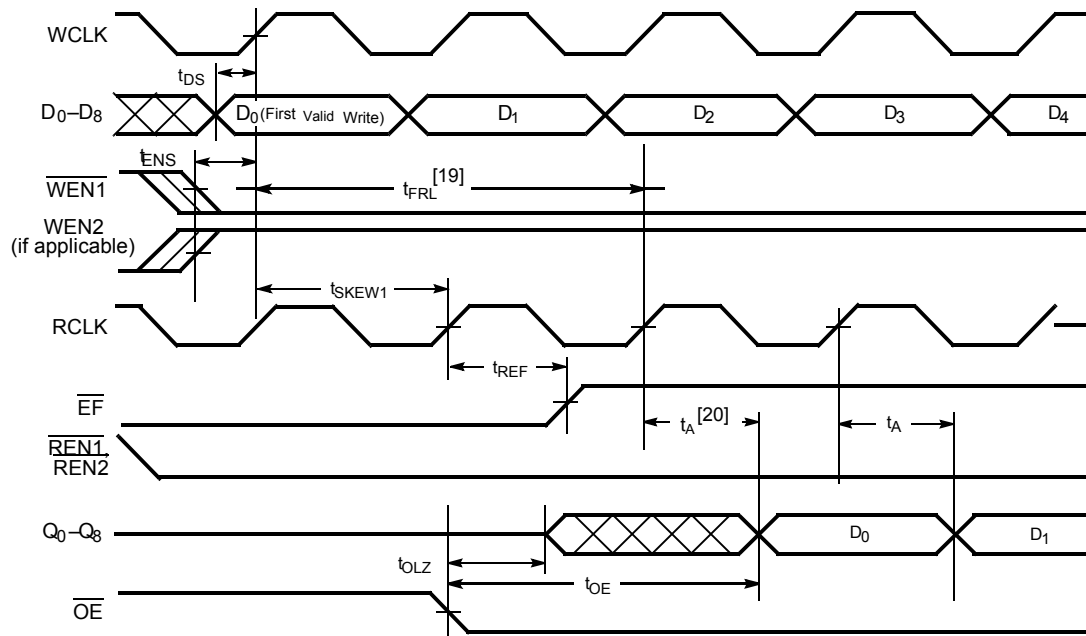 WCLK
tDS
D0–D8
D0 (First Valid Write)
D1
D2
D3
D4
tENS
WEN1
tFRL[19]
WEN2
(if applicable)
tSKEW1
RCLK
tREF
EF
tA[20]
tA
REN1,
REN2
Q0–Q8
D0
D1
tOLZ
tOE
OE